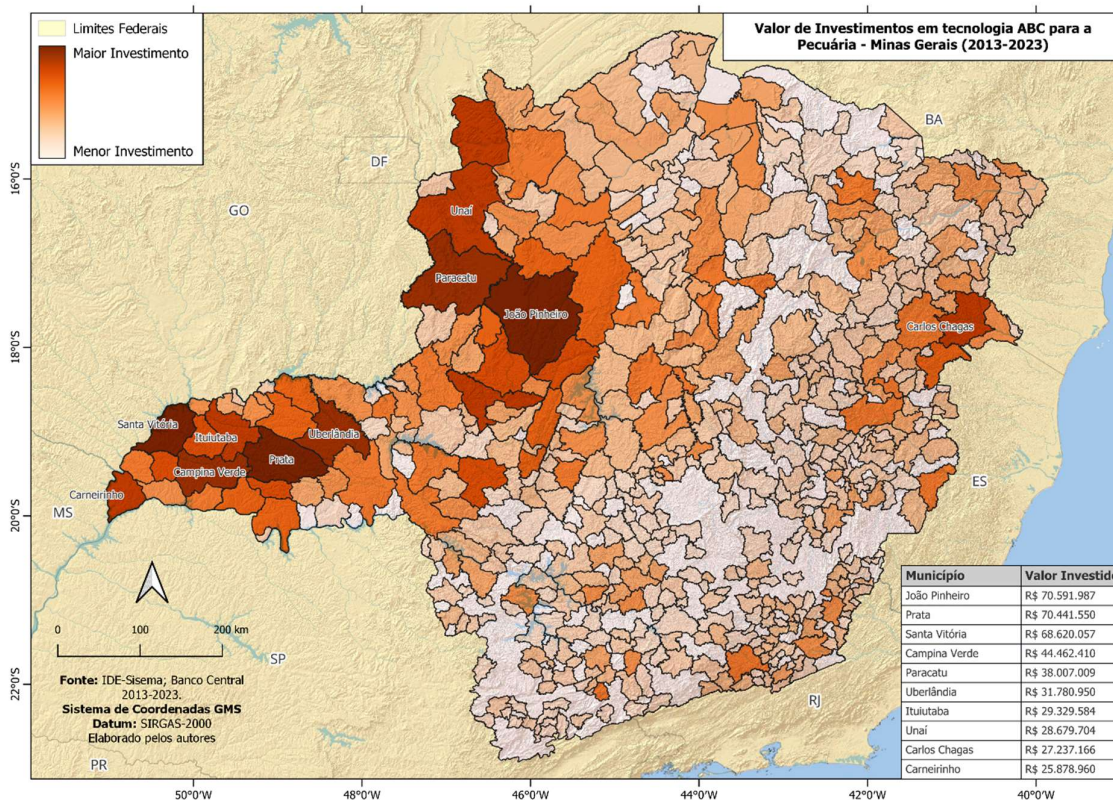 Limites Federais
Maior Investimento
Menor Investimento
Valor de Investimentos em tecnologia ABC para a
Pecuária - Minas Gerais (2013-2023)
BA
DF
GO
16°0'S
Unaí
Paracatu
João Pinheiro
Carlos Chagas
18°0'S
Santa Vitória
Ituiutaba
Uberlândia
Campina Verde
Prata
Carneirinho
MS
ES
20°0'S
0 100 200 km
SP
Fonte: IDE-Sisema; Banco Central
2013-2023.
Sistema de Coordenadas GMS
Datum: SIRGAS-2000
Elaborado pelos autores
22°0'S
RJ
PR
Município Valor Investido
João Pinheiro R$ 70.591.987
Prata R$ 70.441.550
Santa Vitória R$ 68.620.057
Campina Verde R$ 44.462.410
Paracatu R$ 38.007.009
Uberlândia R$ 31.780.950
Ituiutaba R$ 29.329.584
Unaí R$ 28.679.704
Carlos Chagas R$ 27.237.166
Carneirinho R$ 25.878.960
50°0'W 48°0'W 46°0'W 44°0'W 42°0'W 40°0'W